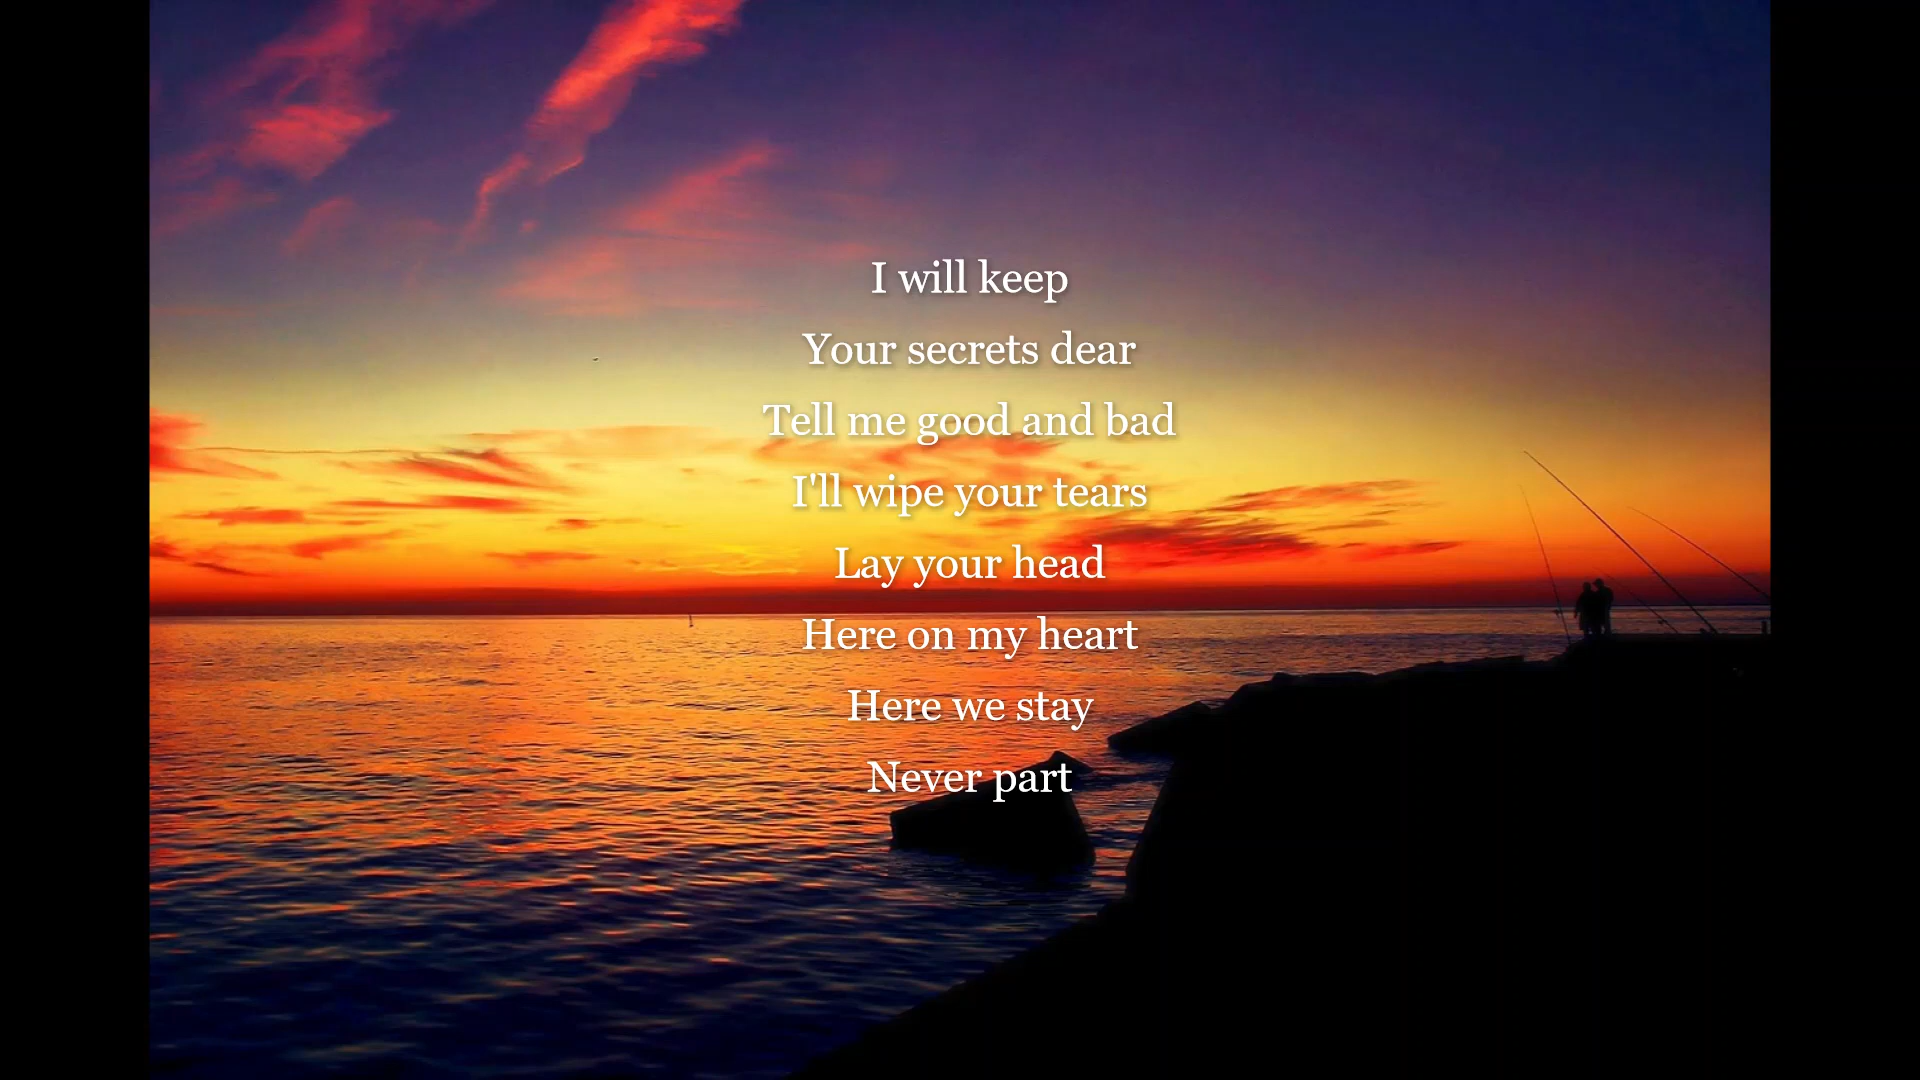 I will keep
Your secrets dear
Tell me good and bad
I'll wipe your tears
Lay your head
Here on my heart
Here we stay
Never part